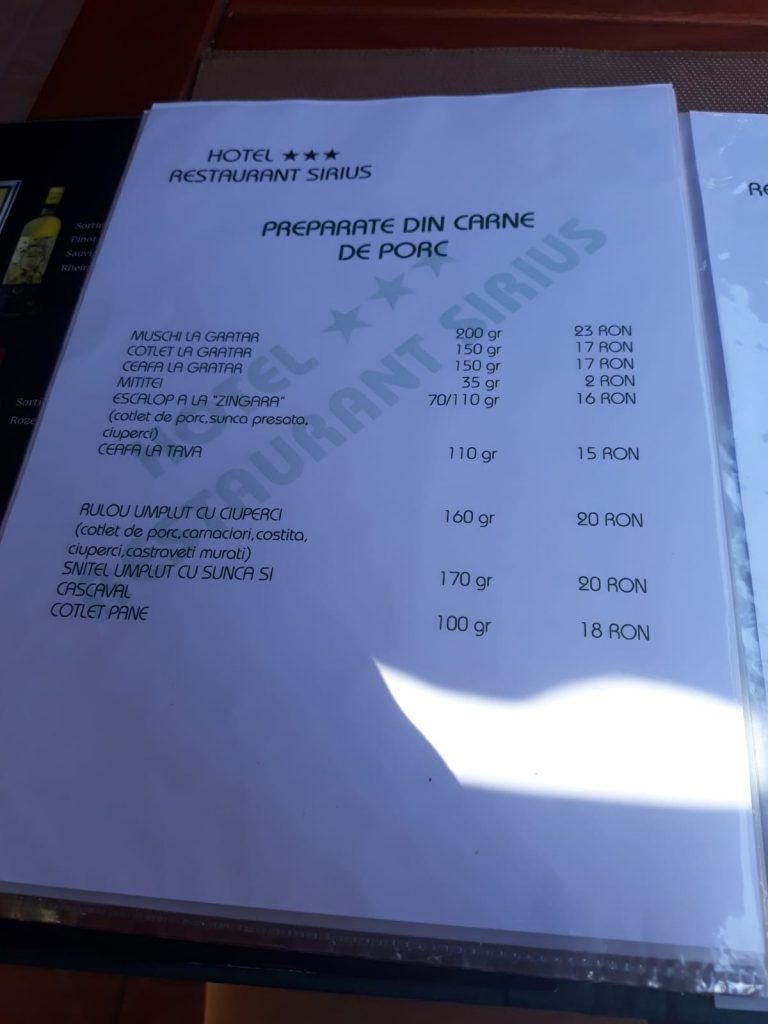 HOTEL ★★★
RESTAURANT SIRIUS
PREPARATE DIN CARNE
DE PORC
MUSCHI LA GRATAR 200 gr 23 RON
COTLET LA GRATAR 150 gr 17 RON
CEAFA LA GRATAR 150 gr 17 RON
MITITEI 35 gr 2 RON
ESCALOP A LA "ZINGARA" 70/110 gr 16 RON
(cotlet de porc,sunca presata,
ciuperci)
CEAFA LA TAVA 110 gr 15 RON
RULOU UMPLUT CU CIUPERCI 160 gr 20 RON
(cotlet de porc,carnaciori,costita,
ciuperci,castraveti murati)
SNITEL UMPLUT CU SUNCA SI 170 gr 20 RON
CASCAVAL
COTLET PANE 100 gr 18 RON
HOTEL ★★★
RESTAURANT SIRIUS
Pinot